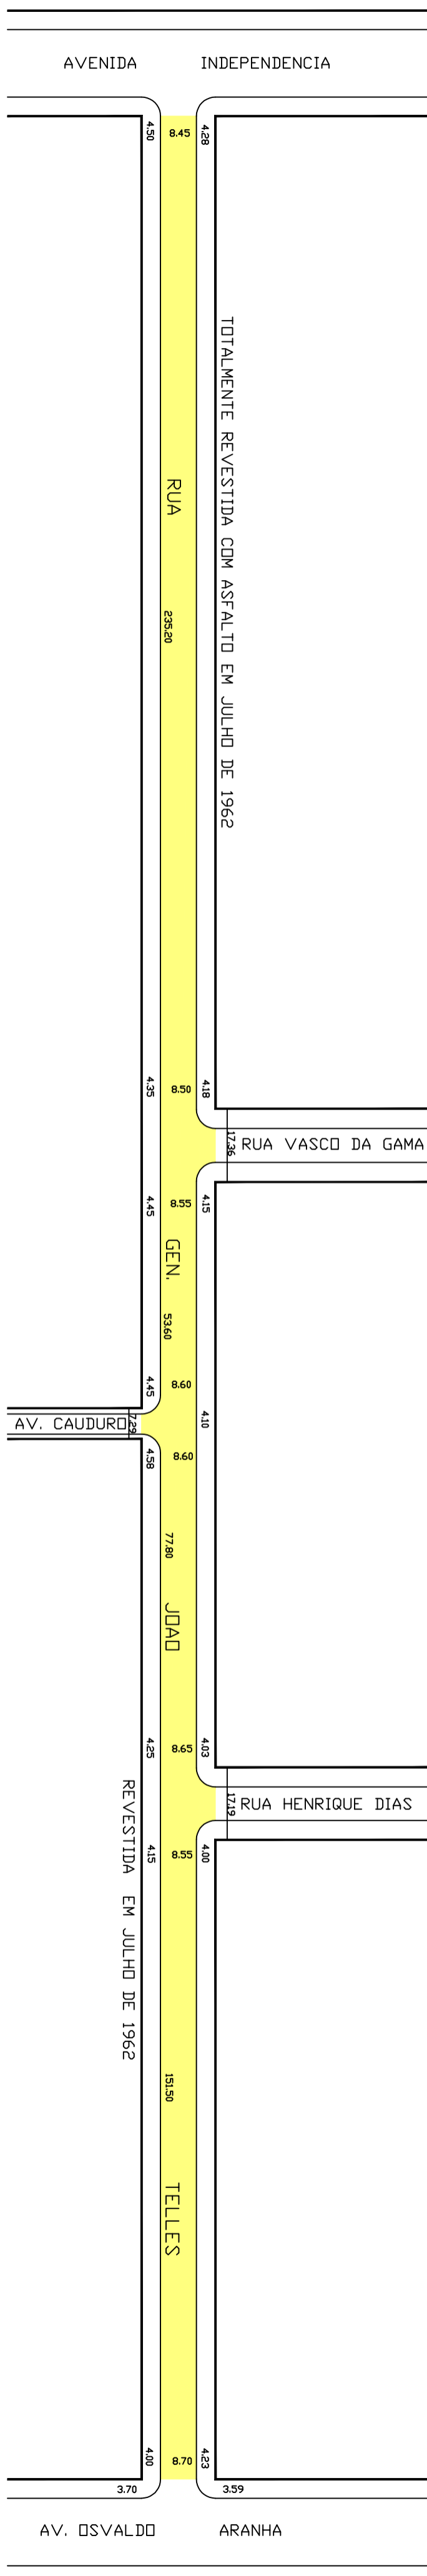 AVENIDA INDEPENDENCIA
4.50 8.45 4.28
TOTALMENTE REVESTIDA COM ASFALTO EM JULHO DE 1962
RUA
235.20
4.35 8.50 4.18
17.36 RUA VASCO DA GAMA
4.45 8.55 4.15
GEN.
53.60
4.45 8.60
4.10
AV. CAUDURO 7.29
4.58 8.60
77.80
JOAO
4.25 8.65 4.03
17.19 RUA HENRIQUE DIAS
REVESTIDA EM JULHO DE 1962
4.15 8.55 4.00
151.50
TELLES
4.00 8.70 4.23
3.70 3.59
AV. OSVALDO ARANHA